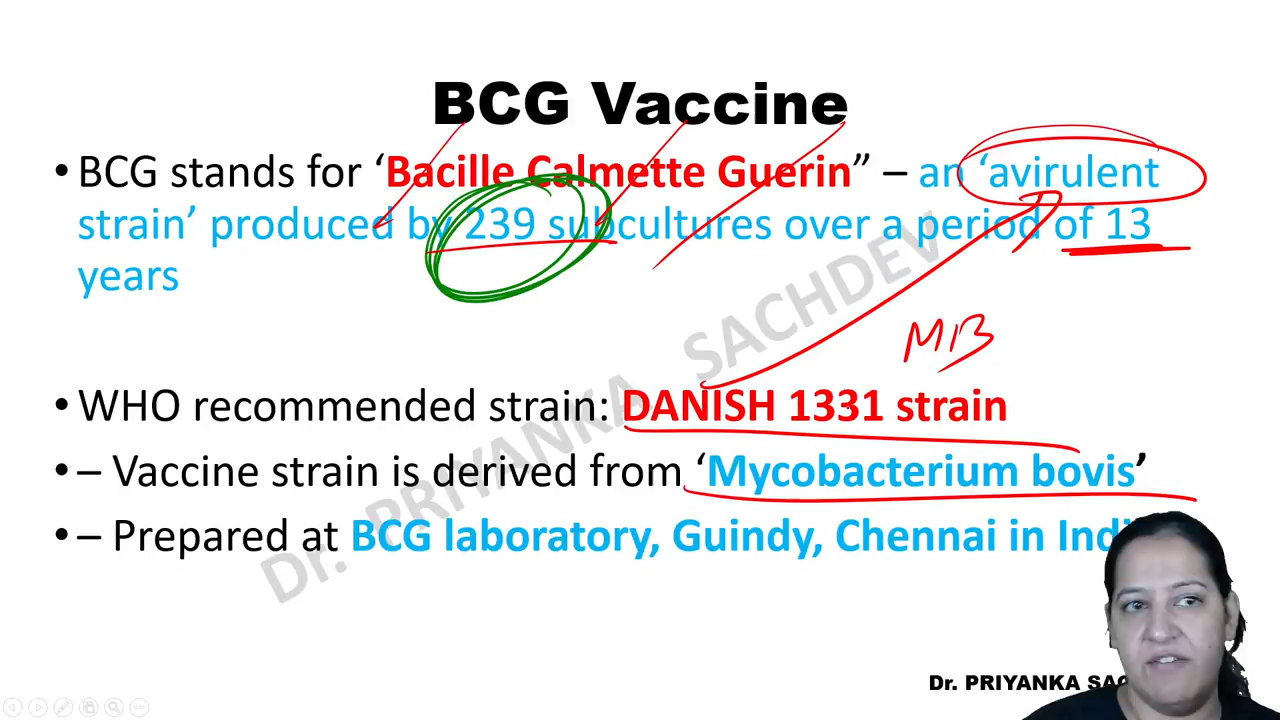 BCG Vaccine
• BCG stands for ‘Bacille Calmette Guerin” – an ‘avirulent
strain’ produced by 239 subcultures over a period of 13
years
MB
• WHO recommended strain: DANISH 1331 strain
• – Vaccine strain is derived from ‘Mycobacterium bovis’
• – Prepared at BCG laboratory, Guindy, Chennai in
Dr. PRIYANKA SACHDEV
Dr. PRIYANKA